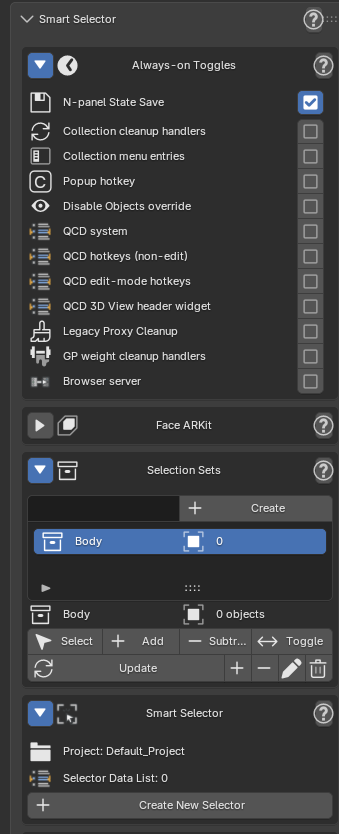 Smart Selector
Always-on Toggles
N-panel State Save
Collection cleanup handlers
Collection menu entries
Popup hotkey
Disable Objects override
QCD system
QCD hotkeys (non-edit)
QCD edit-mode hotkeys
QCD 3D View header widget
Legacy Proxy Cleanup
GP weight cleanup handlers
Browser server
Face ARKit
Selection Sets
Create
Body 0
Body 0 objects
Select Add Subtr... Toggle
Update
Smart Selector
Project: Default_Project
Selector Data List: 0
Create New Selector